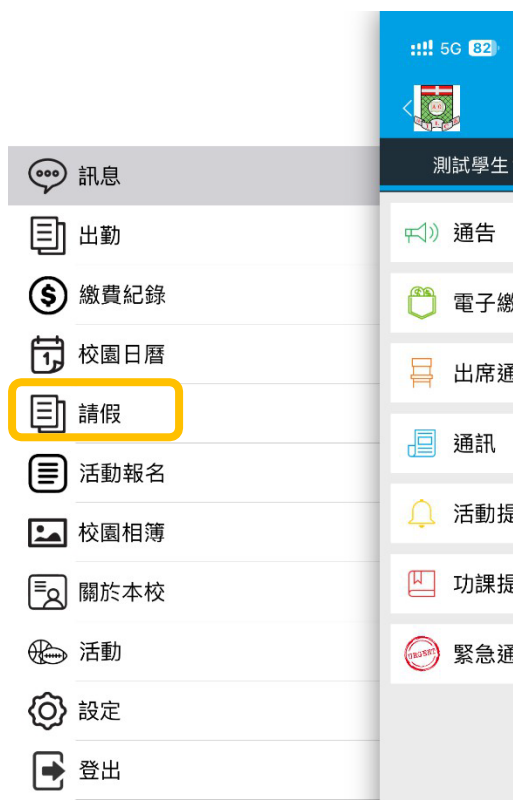 5G 82
測試學生
訊息
出勤
繳費紀錄
校園日曆
請假
活動報名
校園相簿
關於本校
活動
設定
登出
通告
電子繳
出席通
通訊
活動提
功課提
URGENT
緊急通